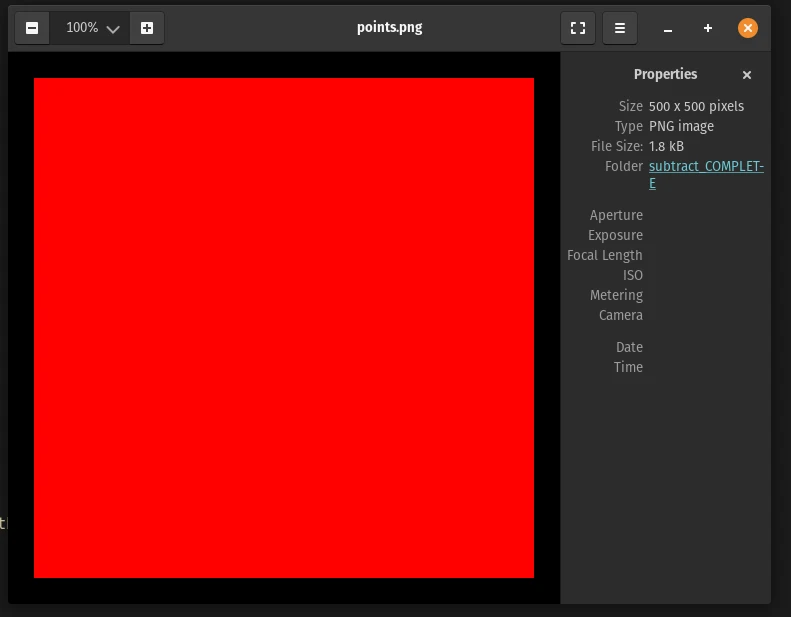 100%
points.png
Properties
Size 500 x 500 pixels
Type PNG image
File Size: 1.8 kB
Folder subtract_COMPLET-
E
Aperture
Exposure
Focal Length
ISO
Metering
Camera
Date
Time
t